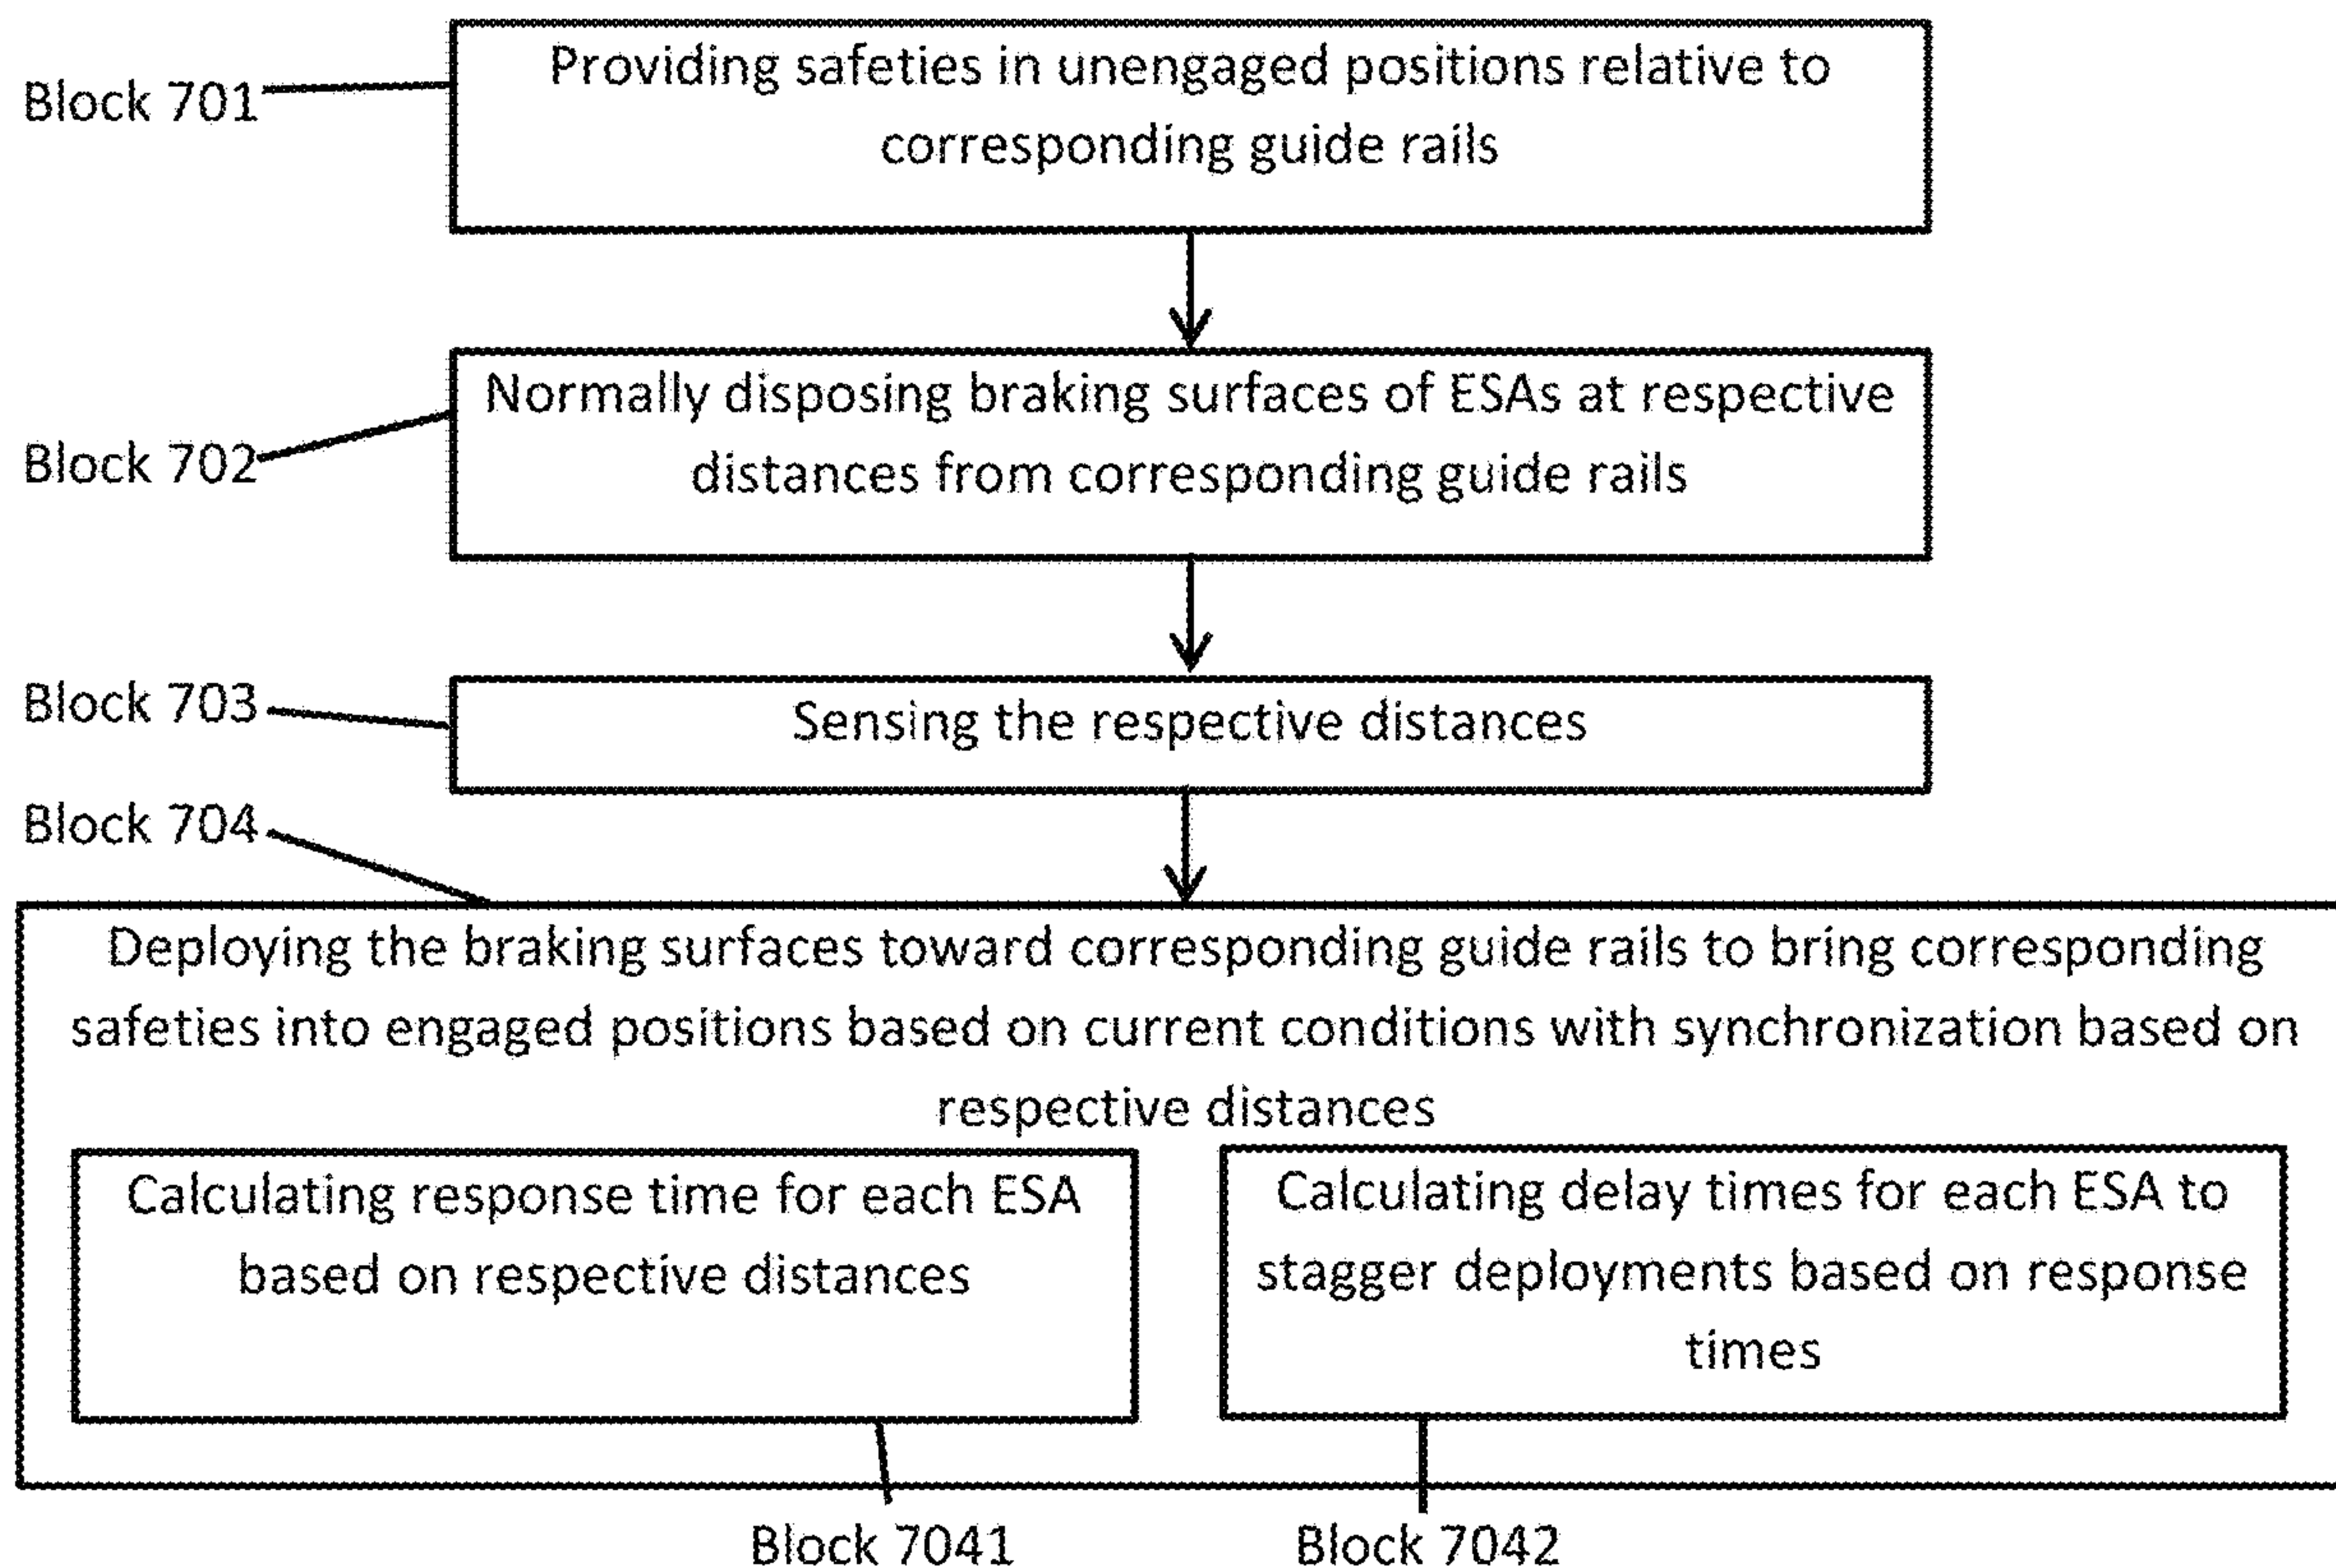 Block 701
Providing safeties in unengaged positions relative to
corresponding guide rails
Block 702
Normally disposing braking surfaces of ESAs at respective
distances from corresponding guide rails
Block 703
Sensing the respective distances
Block 704
Deploying the braking surfaces toward corresponding guide rails to bring corresponding
safeties into engaged positions based on current conditions with synchronization based on
respective distances
Calculating response time for each ESA
based on respective distances
Calculating delay times for each ESA to
stagger deployments based on response
times
Block 7041
Block 7042